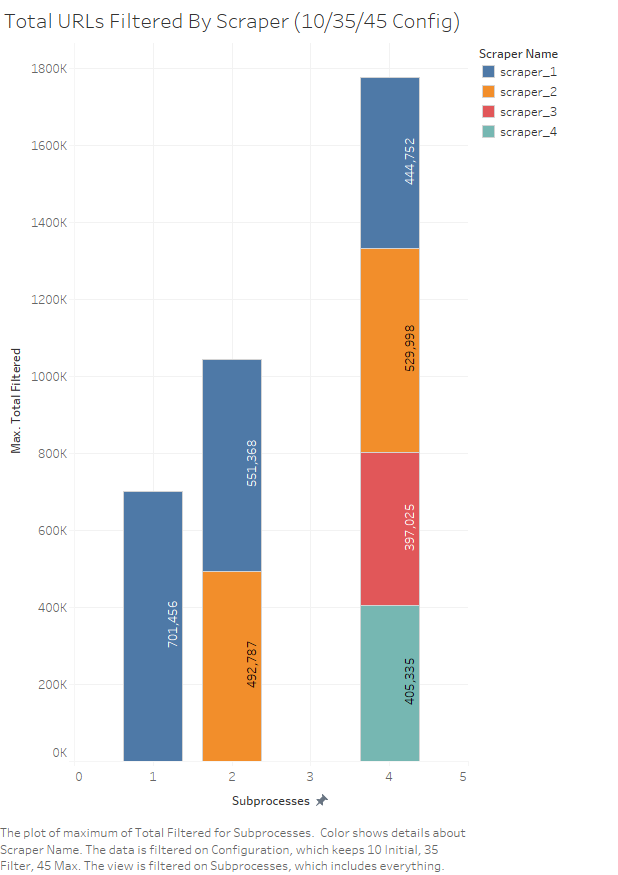 Total URLs Filtered By Scraper (10/35/45 Config)
Scraper Name
scraper_1
scraper_2
scraper_3
scraper_4
Max. Total Filtered
1800K
1600K
1400K
1200K
1000K
800K
600K
400K
200K
0K
701,456
551,368
492,787
444,752
529,998
397,025
405,335
0 1 2 3 4 5
Subprocesses
The plot of maximum of Total Filtered for Subprocesses.  Color shows details about
Scraper Name. The data is filtered on Configuration, which keeps 10 Initial, 35
Filter, 45 Max. The view is filtered on Subprocesses, which includes everything.